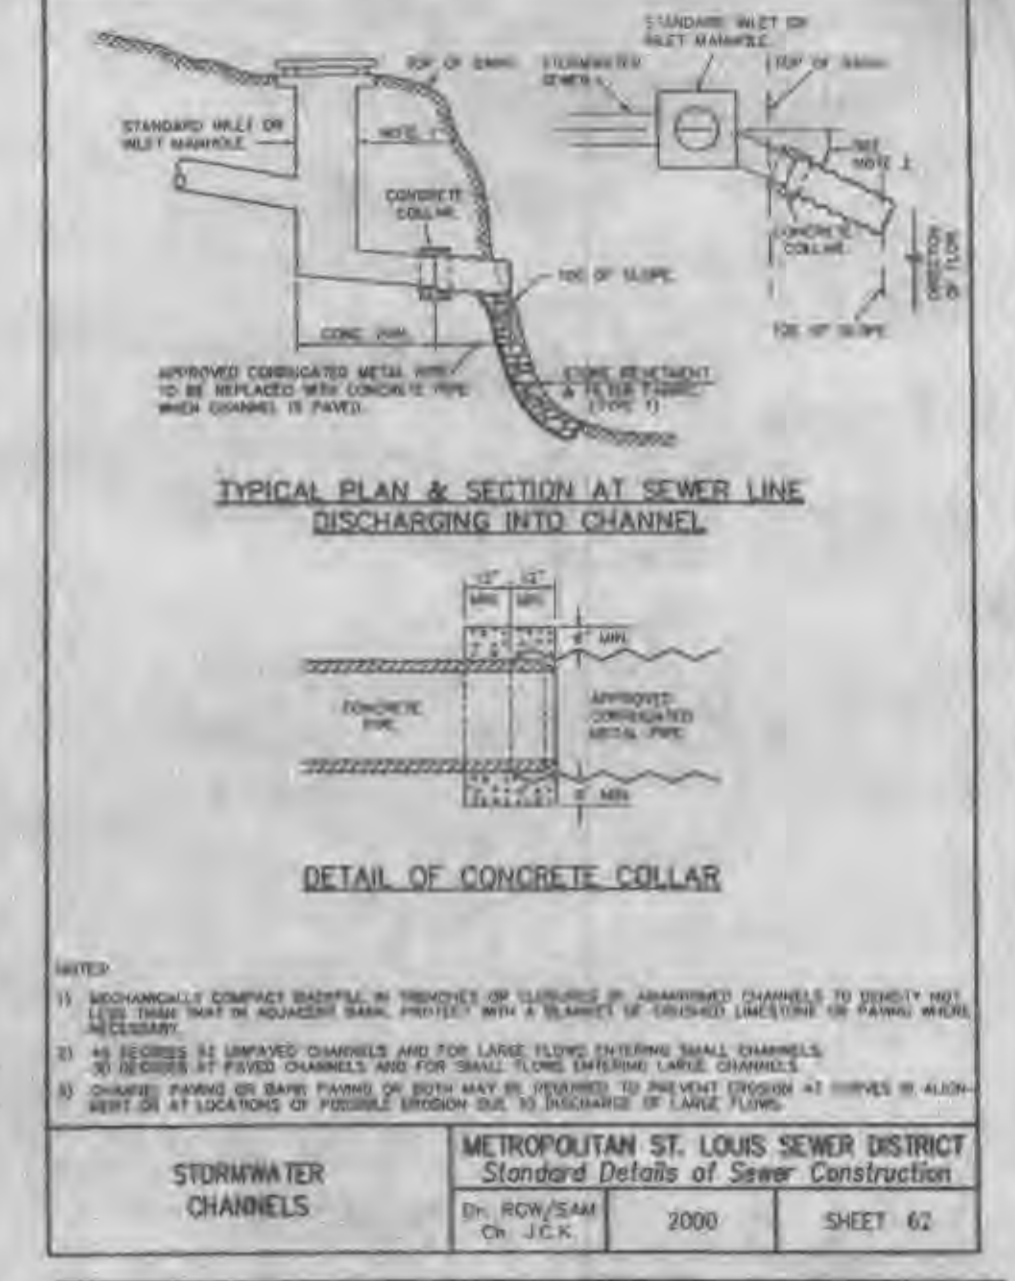 STANDARD INLET OR
INLET MANHOLE
TOP OF BANK
STORMWATER
SEWER
TOP OF BANK
STANDARD INLET OR
INLET MANHOLE
NOTE
SEE
NOTE 2
CONCRETE
COLLAR
CONCRETE
COLLAR
DIRECTION
OF FLOW
TOE OF SLOPE
TOE OF SLOPE
CONC. PIPE
APPROVED CORRUGATED METAL PIPE
TO BE REPLACED WITH CONCRETE PIPE
WHEN CHANNEL IS PAVED.
STONE REVETMENT
& FILTER FABRIC
(TYPE 1)
TYPICAL PLAN & SECTION AT SEWER LINE
DISCHARGING INTO CHANNEL
12" 12"
MIN. MIN.
6" MIN.
CONCRETE
PIPE
APPROVED
CORRUGATED
METAL PIPE
6" MIN.
DETAIL OF CONCRETE COLLAR
NOTES:
1) MECHANICALLY COMPACT BACKFILL IN TRENCHES OR CLOSURES OF ABANDONED CHANNELS TO DENSITY NOT
LESS THAN THAT IN ADJACENT BANK. PROTECT WITH A BLANKET OF CRUSHED LIMESTONE OR PAVING WHERE
NECESSARY.
2) 45 DEGREES AT UNPAVED CHANNELS AND FOR LARGE FLOWS ENTERING SMALL CHANNELS.
30 DEGREES AT PAVED CHANNELS AND FOR SMALL FLOWS ENTERING LARGE CHANNELS.
3) CHANNEL PAVING OR BANK PAVING OR BOTH MAY BE REQUIRED TO PREVENT EROSION AT CURVES IN ALIGN-
MENT OR AT LOCATIONS OF POSSIBLE EROSION DUE TO DISCHARGE OF LARGE FLOWS.
STORMWATER
CHANNELS
METROPOLITAN ST. LOUIS SEWER DISTRICT
Standard Details of Sewer Construction
Dn. RCW/SAM
Ch. J.C.K.
2000
SHEET 62